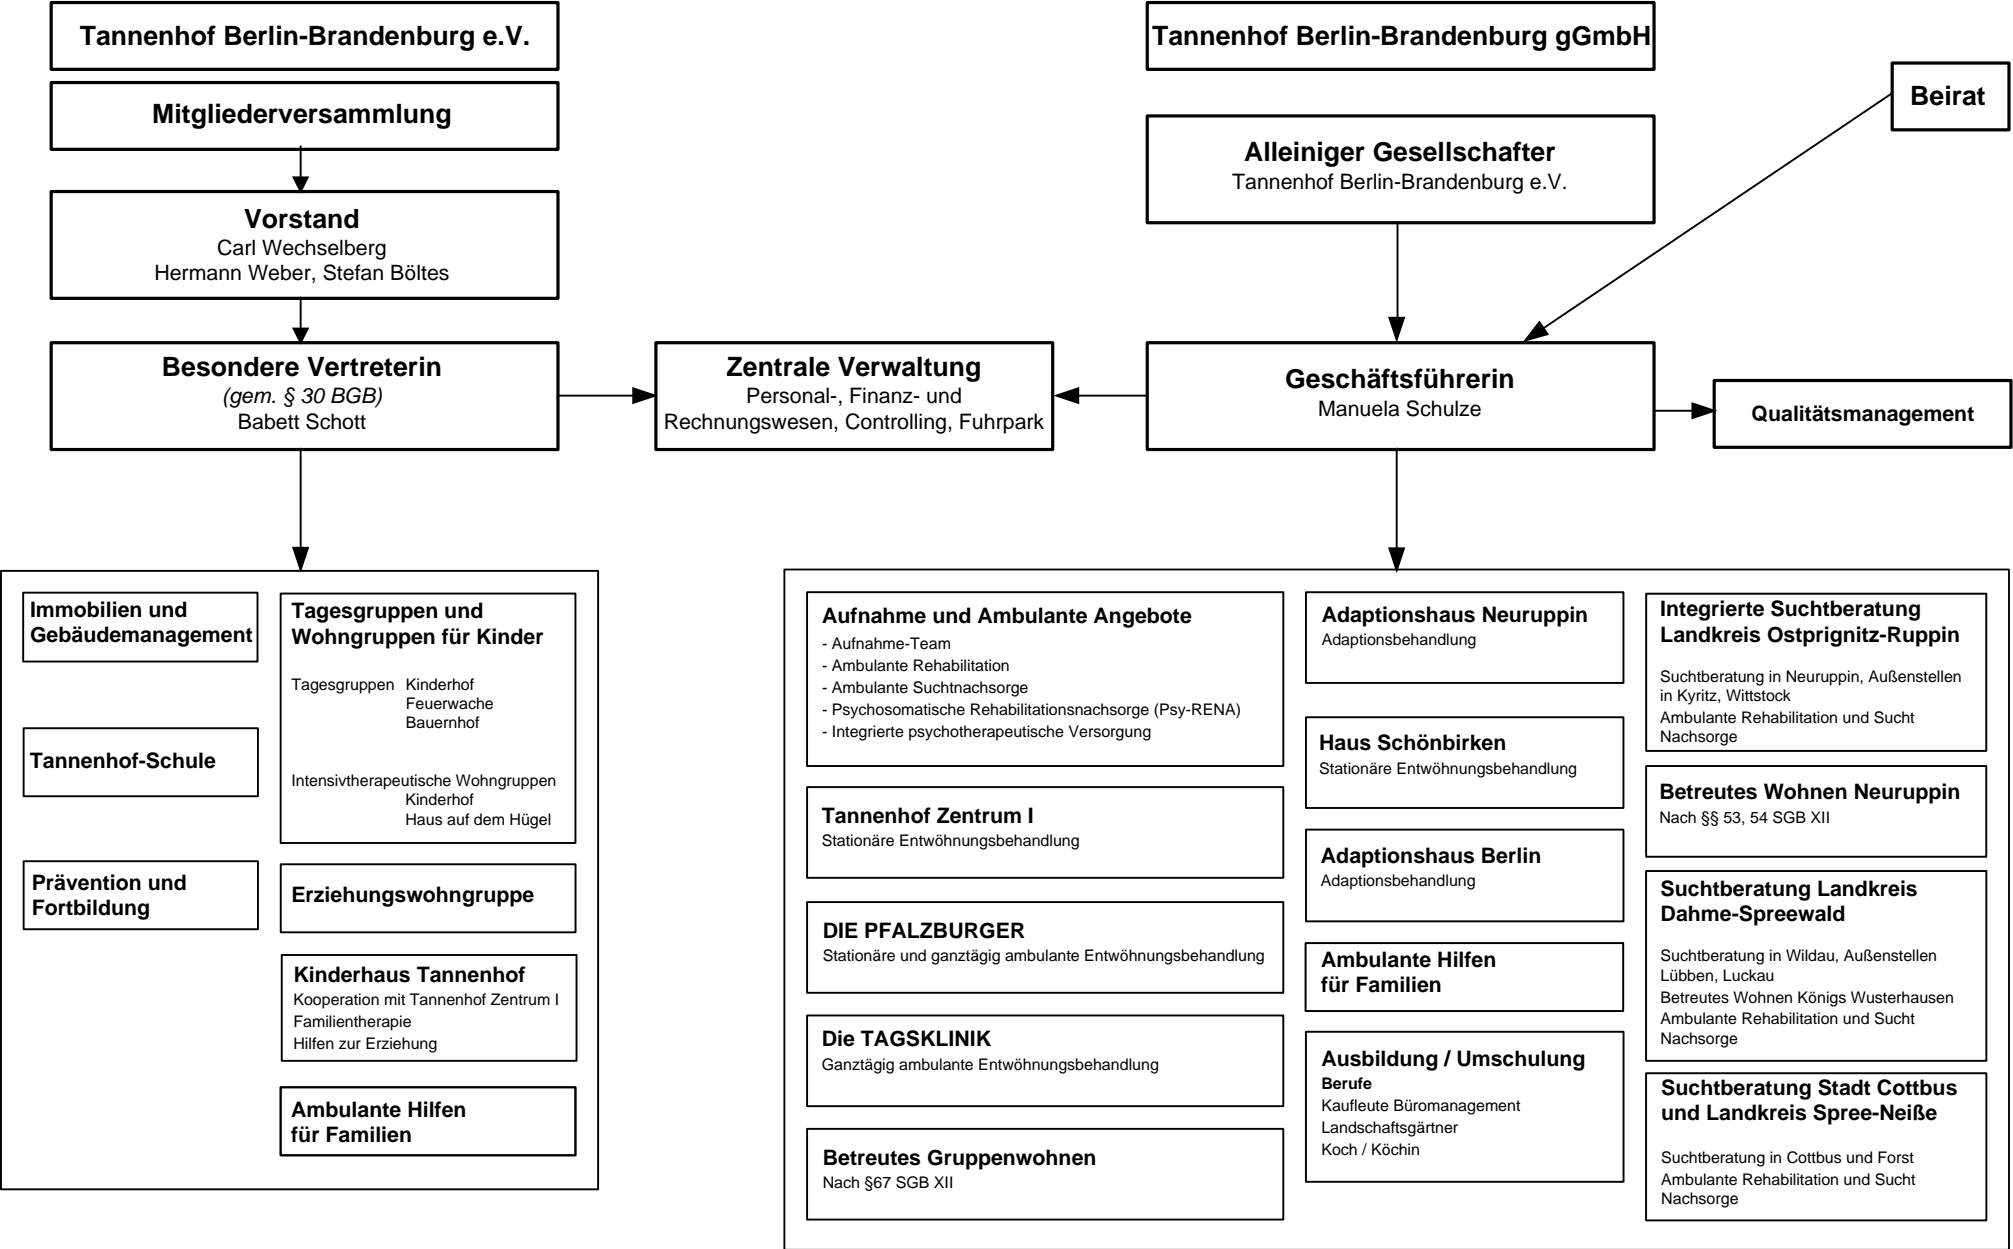 Tannenhof Berlin-Brandenburg e.V.
Mitgliederversammlung
Vorstand
Carl Wechselberg
Hermann Weber, Stefan Böltes
Besondere Vertreterin
(gem. § 30 BGB)
Babett Schott
Zentrale Verwaltung
Personal-, Finanz- und
Rechnungswesen, Controlling, Fuhrpark
Tannenhof Berlin-Brandenburg gGmbH
Beirat
Alleiniger Gesellschafter
Tannenhof Berlin-Brandenburg e.V.
Geschäftsführerin
Manuela Schulze
Qualitätsmanagement
Immobilien und
Gebäudemanagement
Tannenhof-Schule
Prävention und
Fortbildung
Tagesgruppen und
Wohngruppen für Kinder
Tagesgruppen Kinderhof
Feuerwache
Bauernhof
Intensivtherapeutische Wohngruppen
Kinderhof
Haus auf dem Hügel
Erziehungswohngruppe
Kinderhaus Tannenhof
Kooperation mit Tannenhof Zentrum I
Familientherapie
Hilfen zur Erziehung
Ambulante Hilfen
für Familien
Aufnahme und Ambulante Angebote
- Aufnahme-Team
- Ambulante Rehabilitation
- Ambulante Suchtnachsorge
- Psychosomatische Rehabilitationsnachsorge (Psy-RENA)
- Integrierte psychotherapeutische Versorgung
Tannenhof Zentrum I
Stationäre Entwöhnungsbehandlung
DIE PFALZBURGER
Stationäre und ganztägig ambulante Entwöhnungsbehandlung
Die TAGSKLINIK
Ganztägig ambulante Entwöhnungsbehandlung
Betreutes Gruppenwohnen
Nach §67 SGB XII
Adaptionshaus Neuruppin
Adaptionsbehandlung
Haus Schönbirken
Stationäre Entwöhnungsbehandlung
Adaptionshaus Berlin
Adaptionsbehandlung
Ambulante Hilfen
für Familien
Ausbildung / Umschulung
Berufe
Kaufleute Büromanagement
Landschaftsgärtner
Koch / Köchin
Integrierte Suchtberatung
Landkreis Ostprignitz-Ruppin
Suchtberatung in Neuruppin, Außenstellen
in Kyritz, Wittstock
Ambulante Rehabilitation und Sucht
Nachsorge
Betreutes Wohnen Neuruppin
Nach §§ 53, 54 SGB XII
Suchtberatung Landkreis
Dahme-Spreewald
Suchtberatung in Wildau, Außenstellen
Lübben, Luckau
Betreutes Wohnen Königs Wusterhausen
Ambulante Rehabilitation und Sucht
Nachsorge
Suchtberatung Stadt Cottbus
und Landkreis Spree-Neiße
Suchtberatung in Cottbus und Forst
Ambulante Rehabilitation und Sucht
Nachsorge